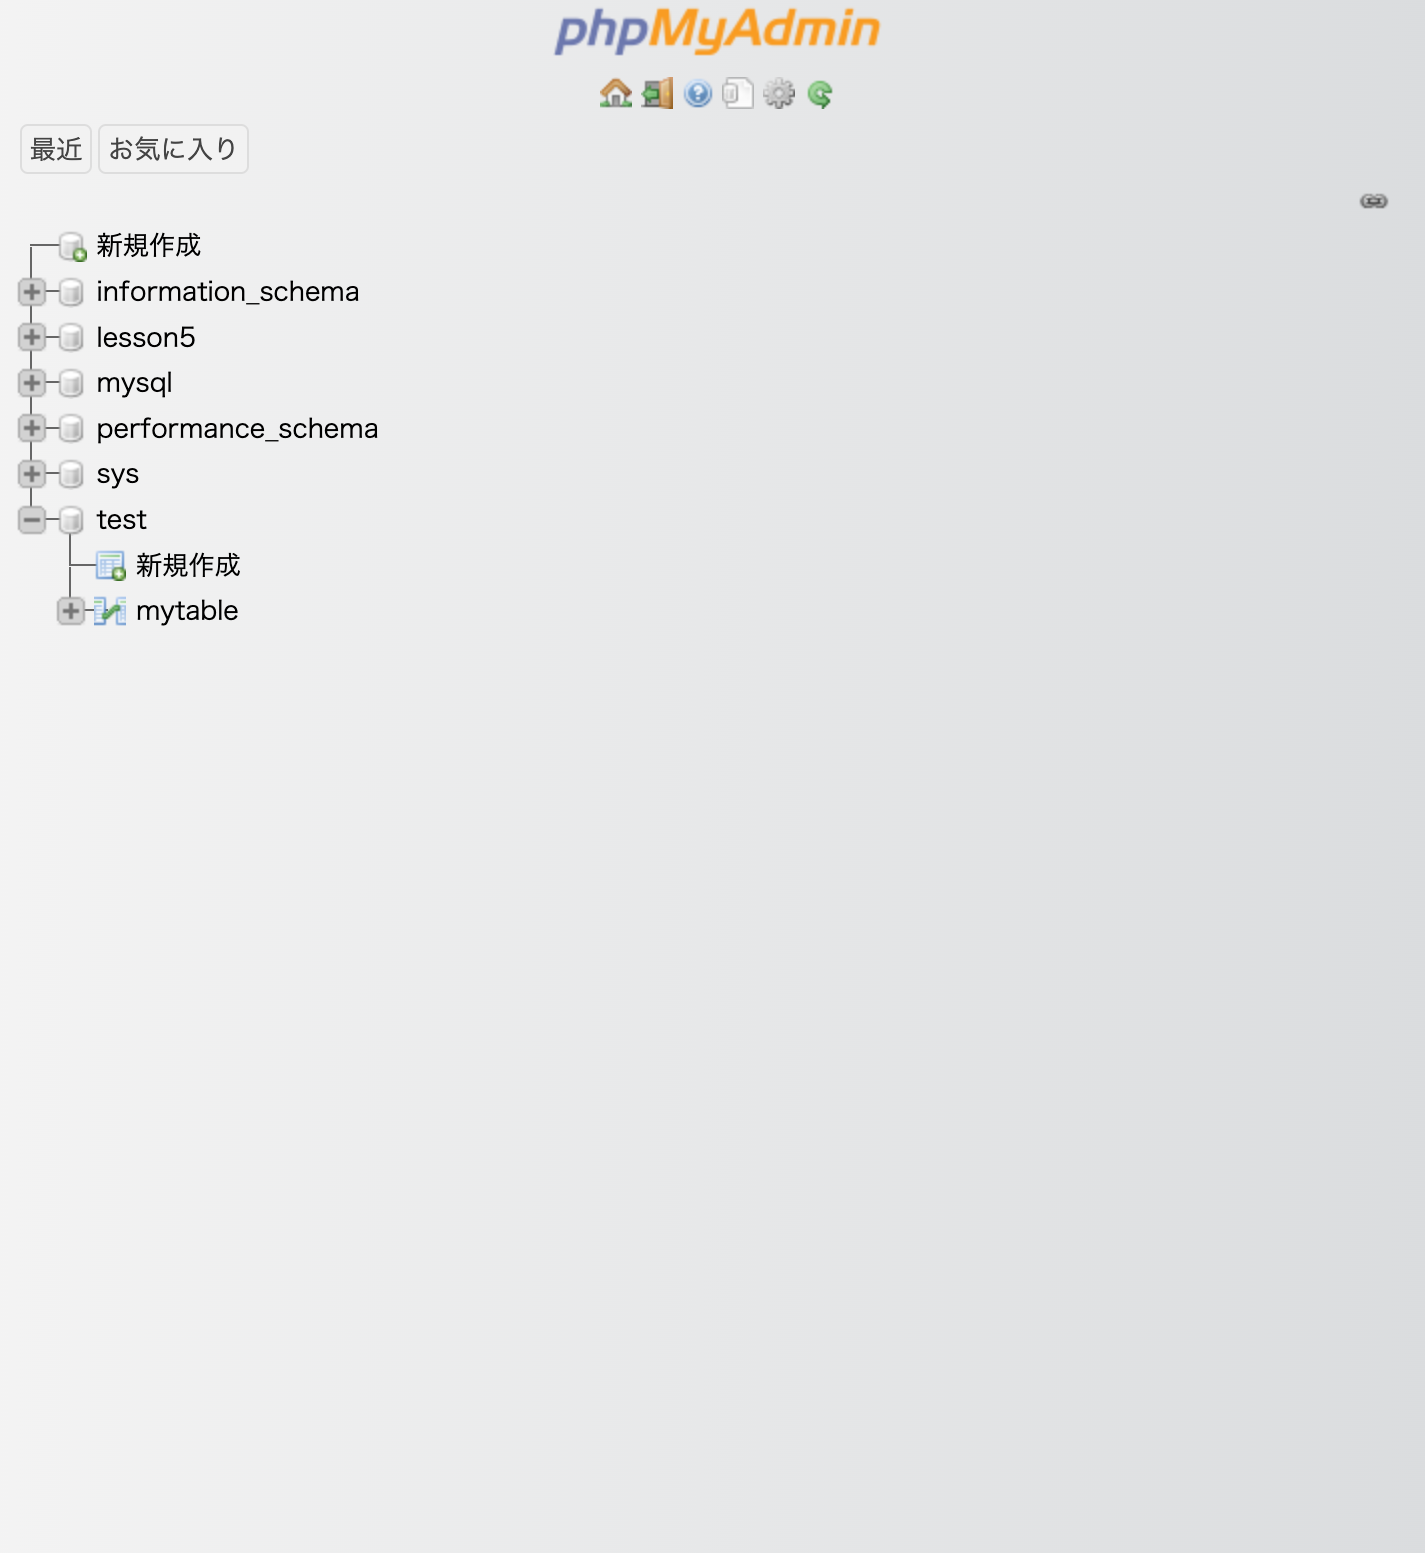 phpMyAdmin
最近 お気に入り
新規作成
information_schema
lesson5
mysql
performance_schema
sys
test
新規作成
mytable